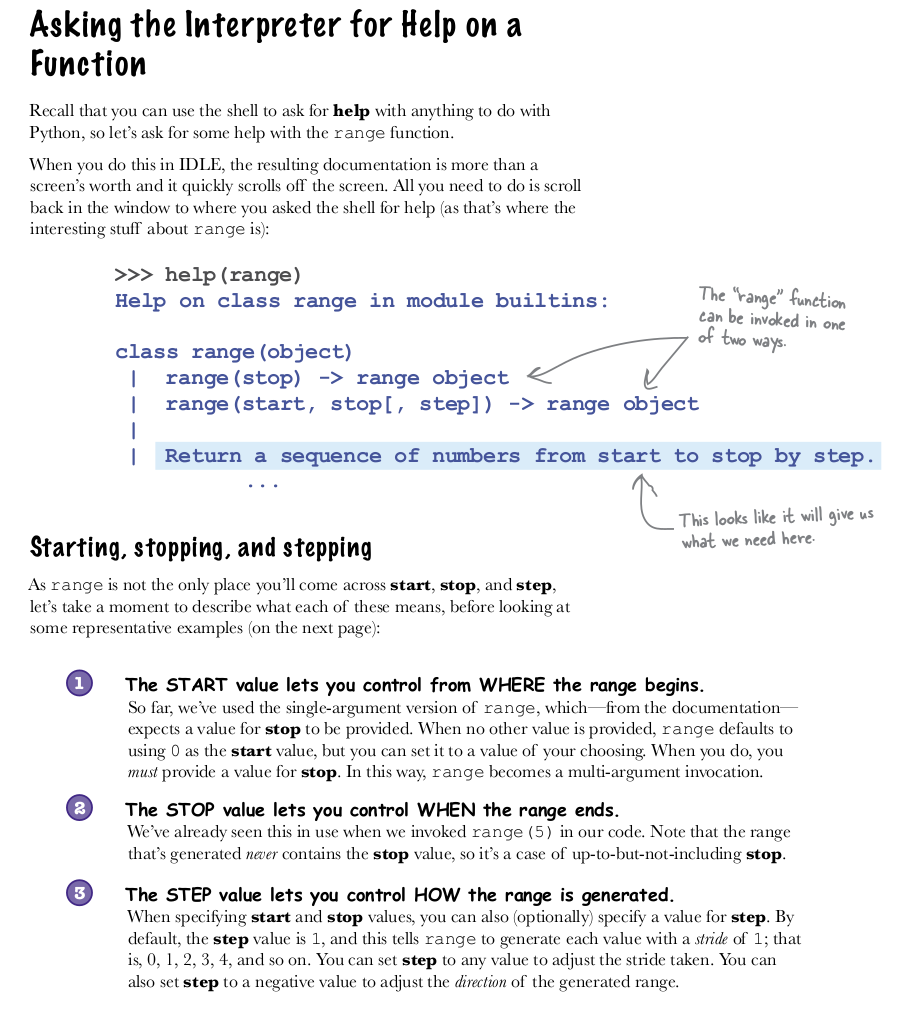 Asking the Interpreter for Help on a
Function
Recall that you can use the shell to ask for help with anything to do with
Python, so let's ask for some help with the range function.
When you do this in IDLE, the resulting documentation is more than a
screen's worth and it quickly scrolls off the screen. All you need to do is scroll
back in the window to where you asked the shell for help (as that's where the
interesting stuff about range is):
>>> help(range)
Help on class range in module builtins:
The "range" function
can be invoked in one
of two ways.
class range(object)
| range(stop) -> range object
| range(start, stop[, step]) -> range object
|
| Return a sequence of numbers from start to stop by step.
...
This looks like it will give us
what we need here.
Starting, stopping, and stepping
As range is not the only place you'll come across start, stop, and step,
let's take a moment to describe what each of these means, before looking at
some representative examples (on the next page):
1 The START value lets you control from WHERE the range begins.
So far, we've used the single-argument version of range, which—from the documentation—
expects a value for stop to be provided. When no other value is provided, range defaults to
using 0 as the start value, but you can set it to a value of your choosing. When you do, you
must provide a value for stop. In this way, range becomes a multi-argument invocation.
2 The STOP value lets you control WHEN the range ends.
We've already seen this in use when we invoked range(5) in our code. Note that the range
that's generated never contains the stop value, so it's a case of up-to-but-not-including stop.
3 The STEP value lets you control HOW the range is generated.
When specifying start and stop values, you can also (optionally) specify a value for step. By
default, the step value is 1, and this tells range to generate each value with a stride of 1; that
is, 0, 1, 2, 3, 4, and so on. You can set step to any value to adjust the stride taken. You can
also set step to a negative value to adjust the direction of the generated range.